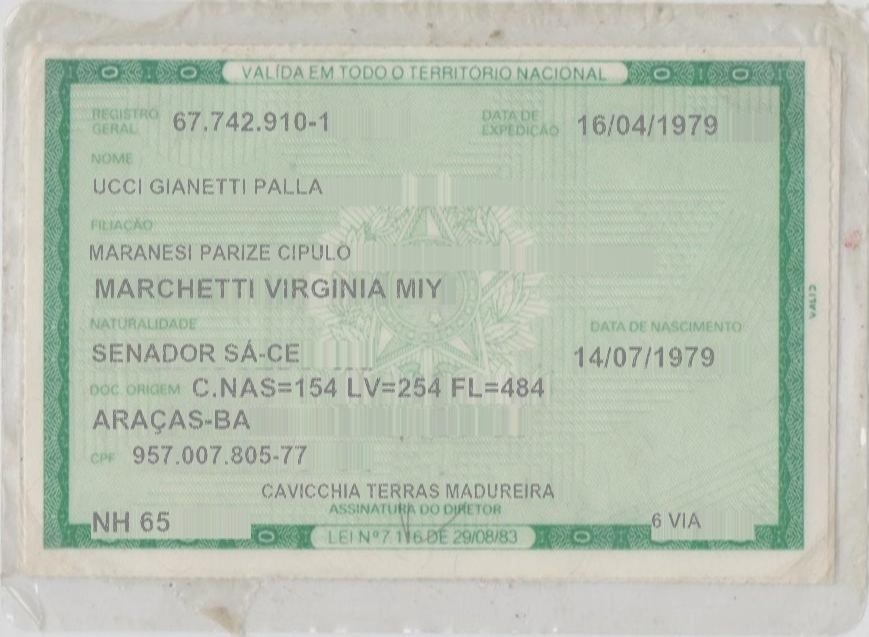 VALÍDA EM TODO O TERRITÓRIO NACIONAL
REGISTRO GERAL 67.742.910-1 DATA DE EXPEDIÇÃO 16/04/1979
NOME
UCCI GIANETTI PALLA
FILIAÇÃO
MARANESI PARIZE CIPULO
MARCHETTI VIRGINIA MIY
NATURALIDADE DATA DE NASCIMENTO
SENADOR SÁ-CE 14/07/1979
DOC. ORIGEM C.NAS=154 LV=254 FL=484
ARAÇAS-BA
CPF 957.007.805-77
CAVICCHIA TERRAS MADUREIRA
ASSINATURA DO DIRETOR
NH 65 6 VIA
LEI Nº 7.116 DE 29/08/83